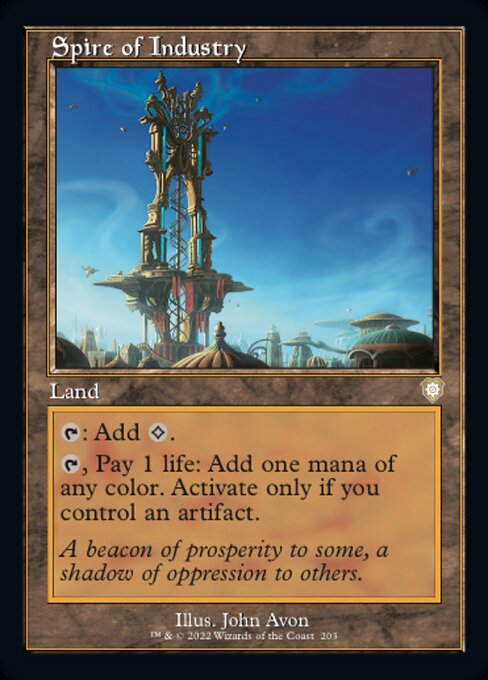 Spire of Industry
Land
: Add .
, Pay 1 life: Add one mana of
any color. Activate only if you
control an artifact.
A beacon of prosperity to some, a
shadow of oppression to others.
Illus. John Avon
™ & © 2022 Wizards of the Coast 203